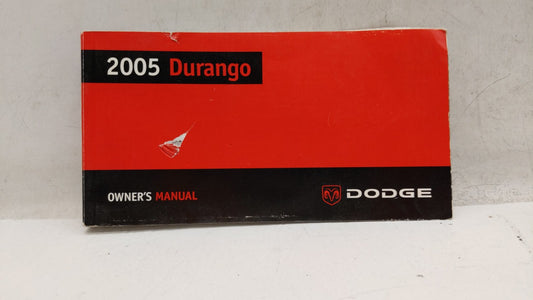 2005 Durango
OWNER'S MANUAL
DODGE